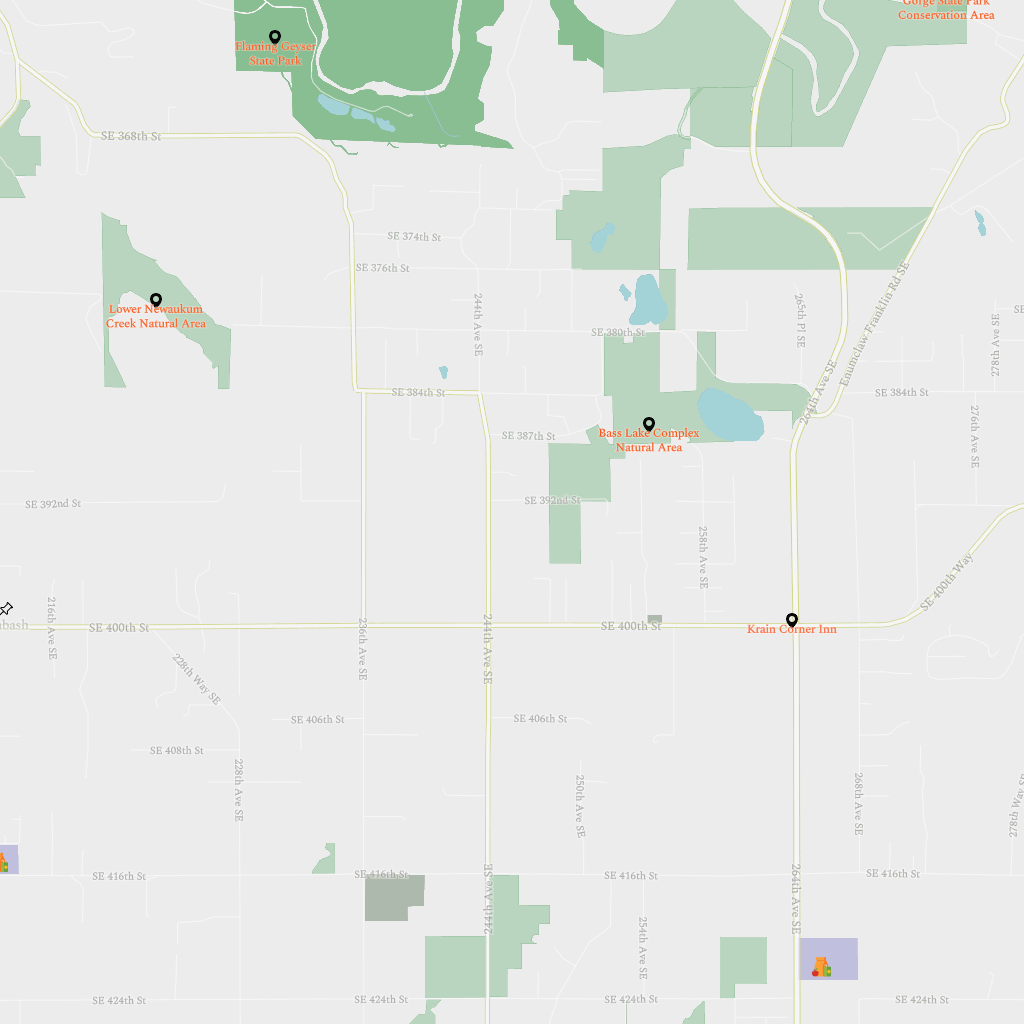 Gorge State Park
Conservation Area
Flaming Geyser
State Park
SE 368th St
SE 374th St
SE 376th St
Enumclaw Franklin Rd SE
Lower Newaukum
Creek Natural Area
244th Ave SE
265th Pl SE
278th Ave SE
SE
SE 380th St
SE 384th St
SE 384th St
264th Ave SE
276th Ave SE
SE 387th St
Bass Lake Complex
Natural Area
SE 392nd St
SE 392nd St
258th Ave SE
SE 400th Way
216th Ave SE
abash
SE 400th St
236th Ave SE
244th Ave SE
SE 400th St
Krain Corner Inn
228th Way SE
SE 406th St
SE 406th St
SE 408th St
228th Ave SE
250th Ave SE
268th Ave SE
278th Way SE
SE 416th St
SE 416th St
SE 416th St
SE 416th St
244th Ave SE
264th Ave SE
254th Ave SE
SE 424th St
SE 424th St
SE 424th St
SE 424th St